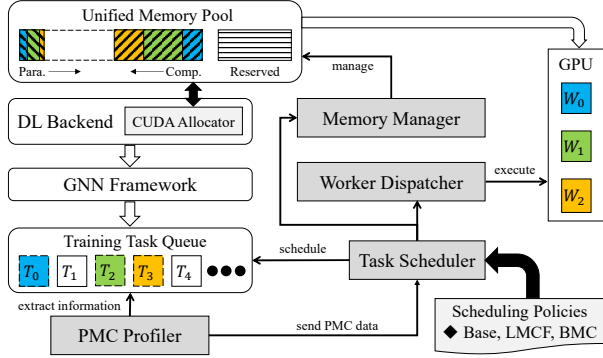 Unified Memory Pool
Para.
Comp.
Reserved
GPU
manage
DL Backend
CUDA Allocator
Memory Manager
W0
W1
W2
GNN Framework
Worker Dispatcher
execute
Training Task Queue
T0
T1
T2
T3
T4
schedule
Task Scheduler
extract information
PMC Profiler
send PMC data
Scheduling Policies
◆ Base, LMCF, BMC